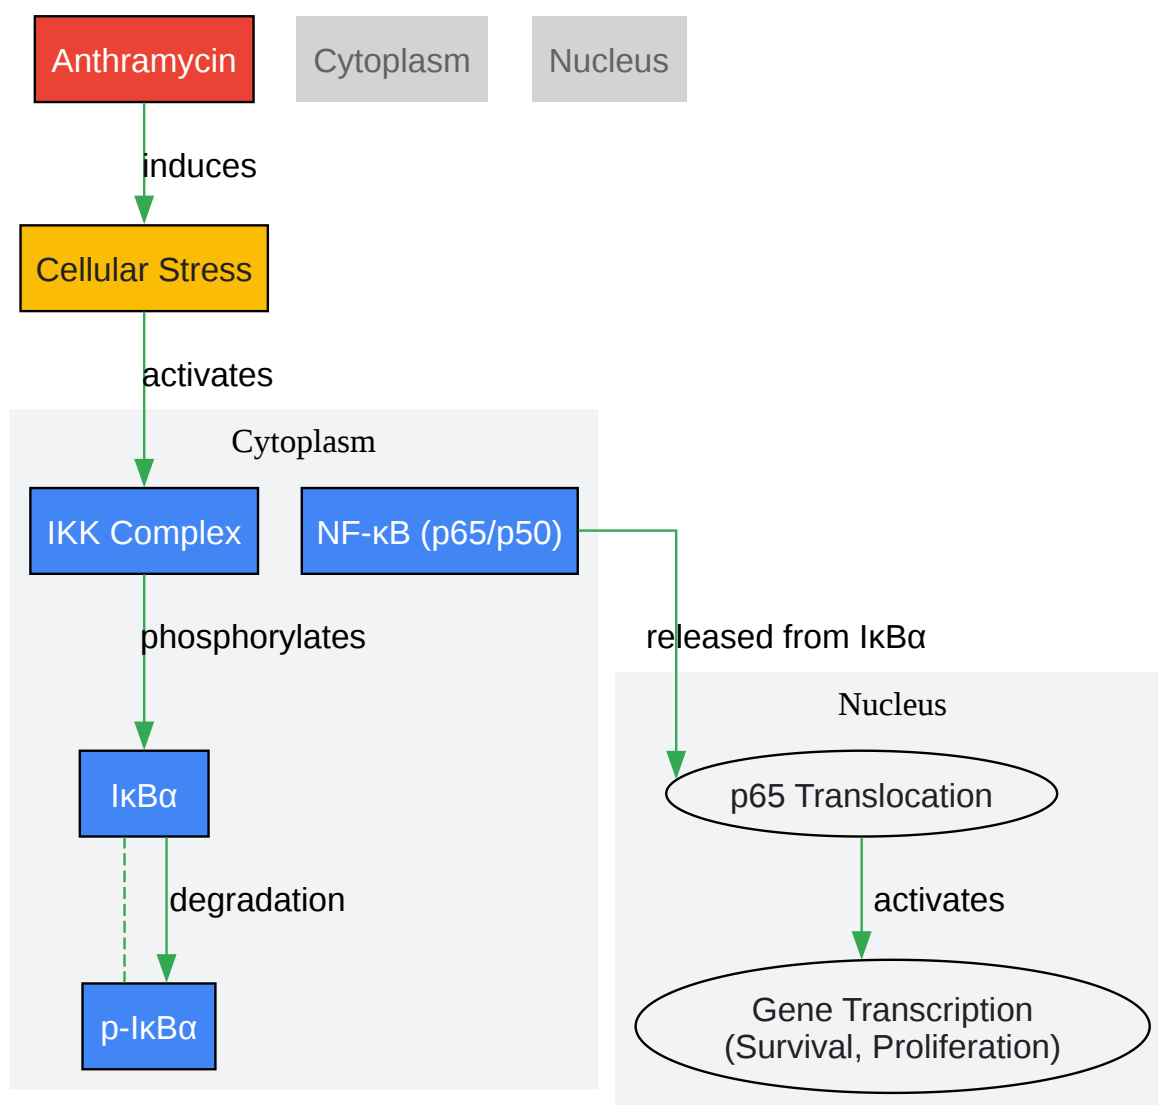 Anthramycin
Cytoplasm
Nucleus
induces
Cellular Stress
activates
Cytoplasm
IKK Complex
NF-κB (p65/p50)
phosphorylates
released from IκBα
Nucleus
IκBα
p65 Translocation
degradation
activates
p-IκBα
Gene Transcription
(Survival, Proliferation)